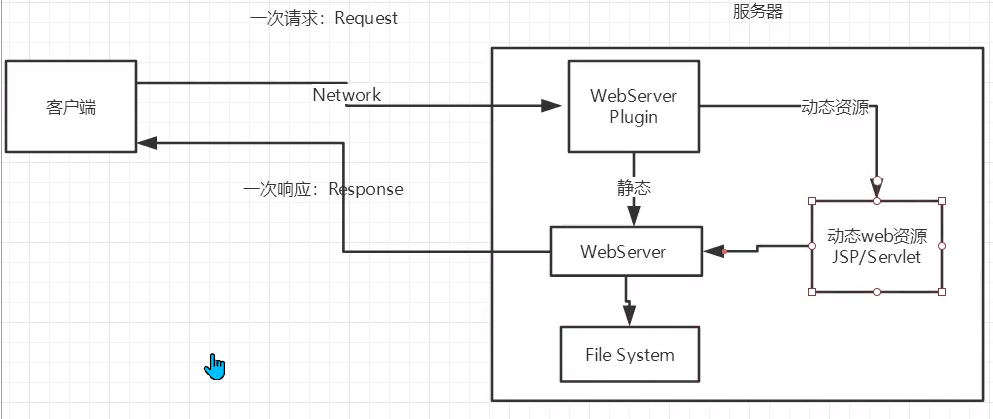 一次请求：Request
服务器
客户端
Network
WebServer
Plugin
动态资源
一次响应：Response
静态
WebServer
动态web资源
JSP/Servlet
File System